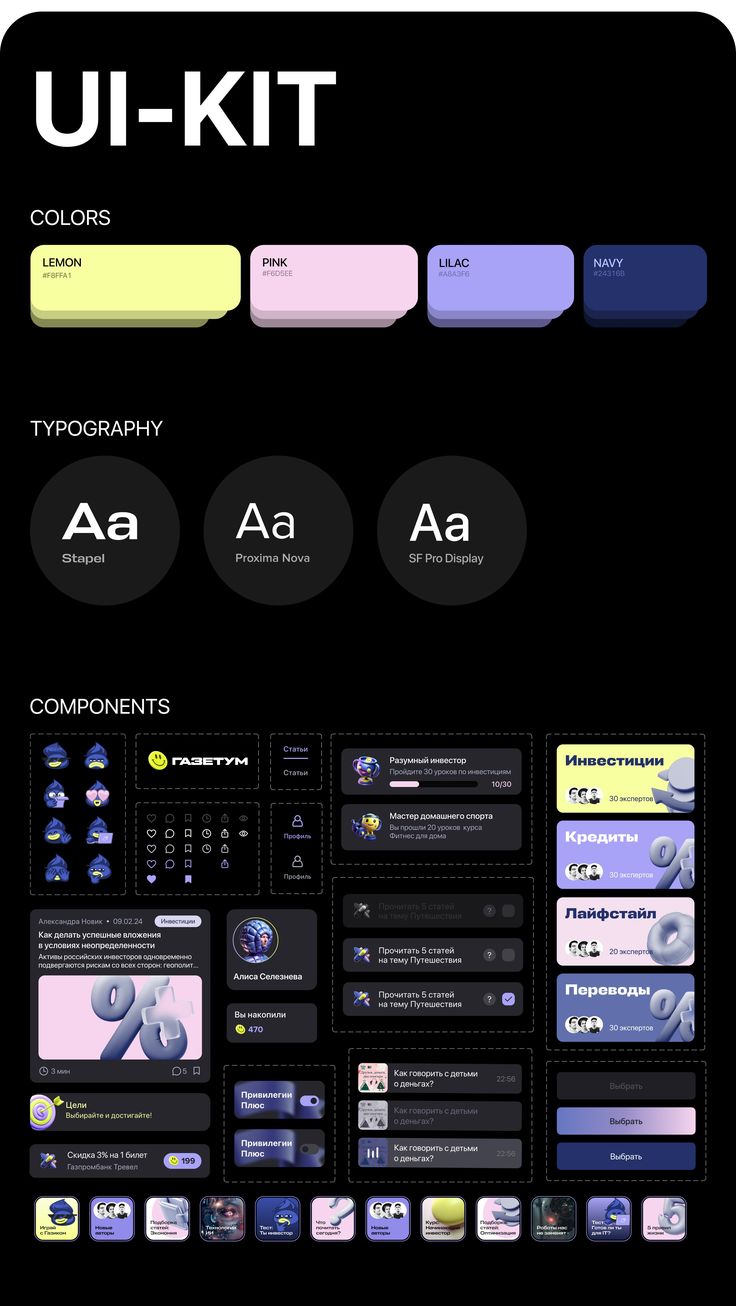 UI-KIT
COLORS
LEMON
#F8FFA1
PINK
#F6D5EE
LILAC
#A8A3F6
NAVY
#24316B
TYPOGRAPHY
Aa
Stapel
Aa
Proxima Nova
Aa
SF Pro Display
COMPONENTS
ГАЗЕТУМ
Статьи
Статьи
Профиль
Профиль
Разумный инвестор
Пройдите 30 уроков по инвестициям
10/30
Мастер домашнего спорта
Вы прошли 20 уроков курса
Фитнес для дома
Инвестиции
30 экспертов
Кредиты
30 экспертов
Лайфстайл
20 экспертов
Переводы
30 экспертов
Прочитать 5 статей
на тему Путешествия
?
Прочитать 5 статей
на тему Путешествия
?
Прочитать 5 статей
на тему Путешествия
?
Александра Новик • 09.02.24
Инвестиции
Как делать успешные вложения
в условиях неопределенности
Активы российских инвесторов одновременно
подвергаются рискам со всех сторон: геополит...
3 мин
5
Алиса Селезнева
Вы накопили
470
Цели
Выбирайте и достигайте!
Скидка 3% на 1 билет
Газпромбанк Тревел
199
Привилегии
Плюс
Привилегии
Плюс
Как говорить с детьми
о деньгах?
22:56
Как говорить с детьми
о деньгах?
Как говорить с детьми
о деньгах?
22:56
Выбрать
Выбрать
Выбрать
Играй
с Газиком
Новые
авторы
Подборка
статей:
Экономия
Технологии
ИИ
Тест:
Ты инвестор
Что
почитать
сегодня?
Новые
авторы
Курс:
Подборка
статей:
Оптимизация
Роботы нас
не заменят
Тест:
Готов ли ты
для IT?
жизни